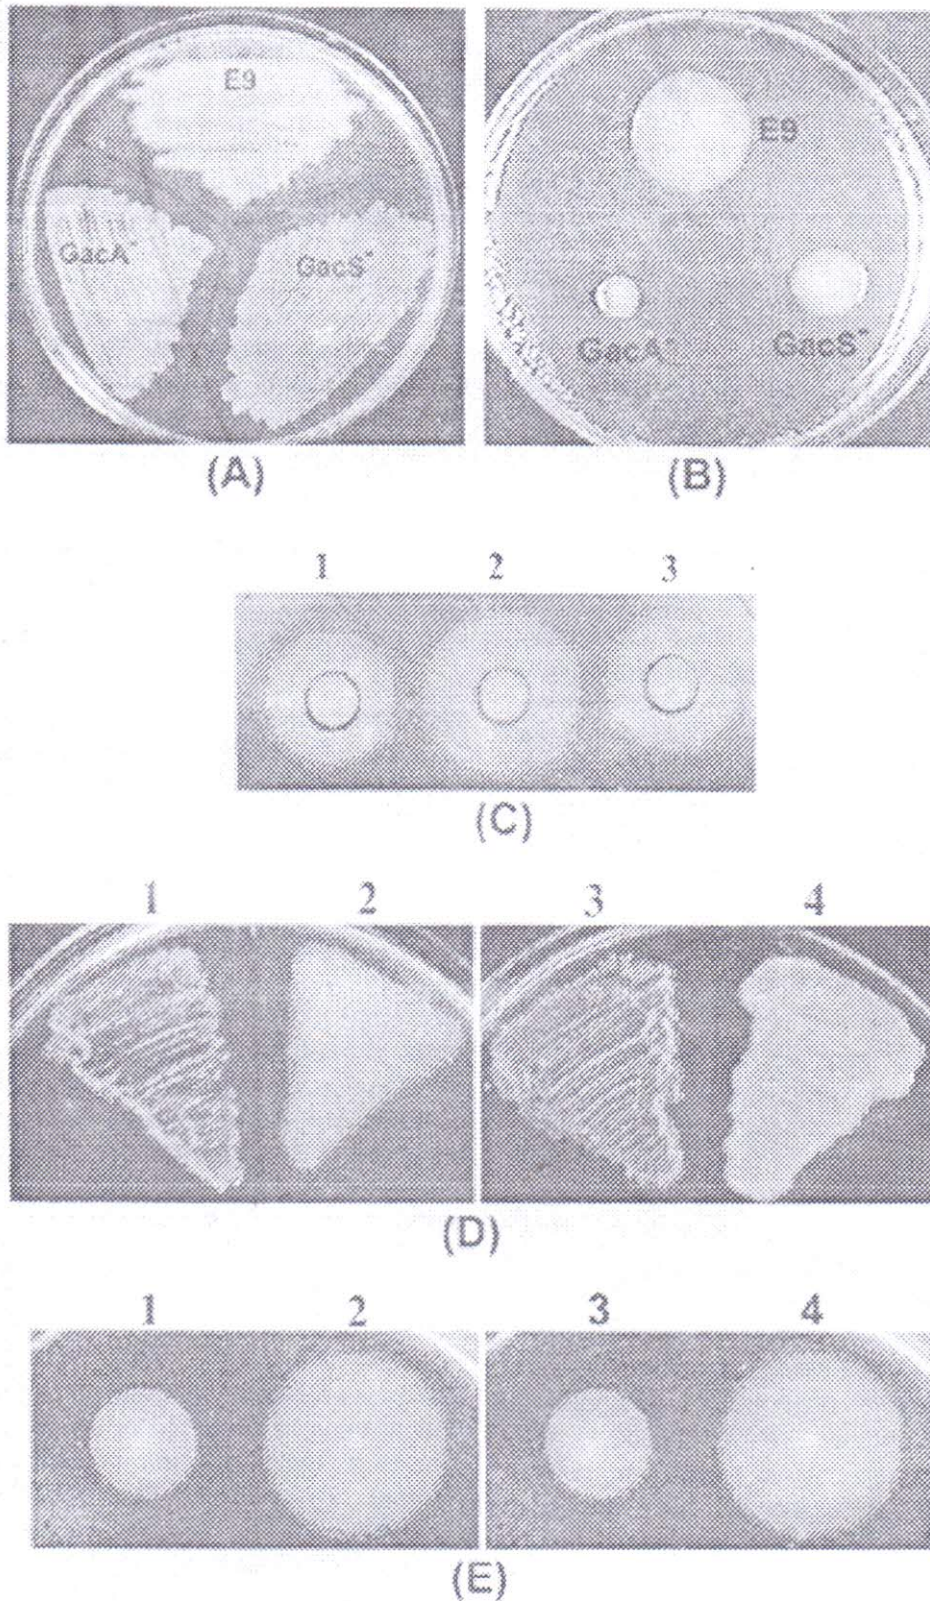 E9
GacA-
GacS-
E9
GacA-
GacS-
(A)
(B)
1 2 3
(C)
1 2 3 4
(D)
1 2 3 4
(E)